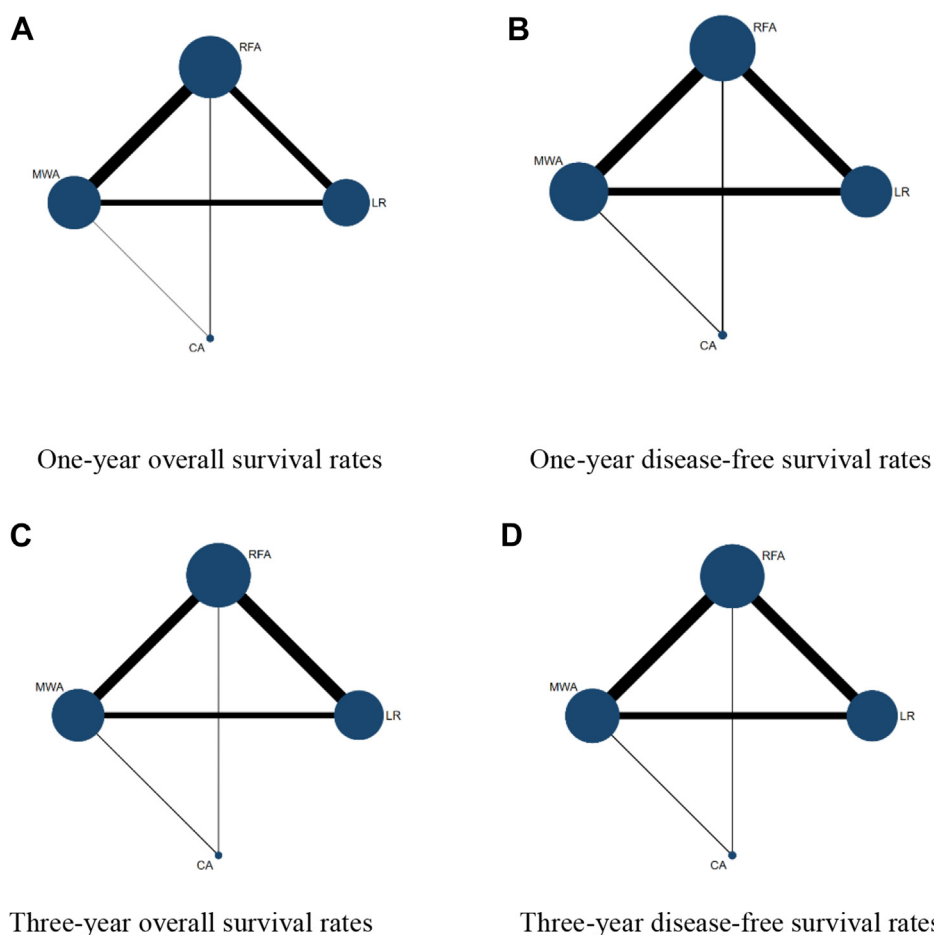 A
RFA
MWA
LR
CA
One-year overall survival rates
B
RFA
MWA
LR
CA
One-year disease-free survival rates
C
RFA
MWA
LR
CA
Three-year overall survival rates
D
RFA
MWA
LR
CA
Three-year disease-free survival rates